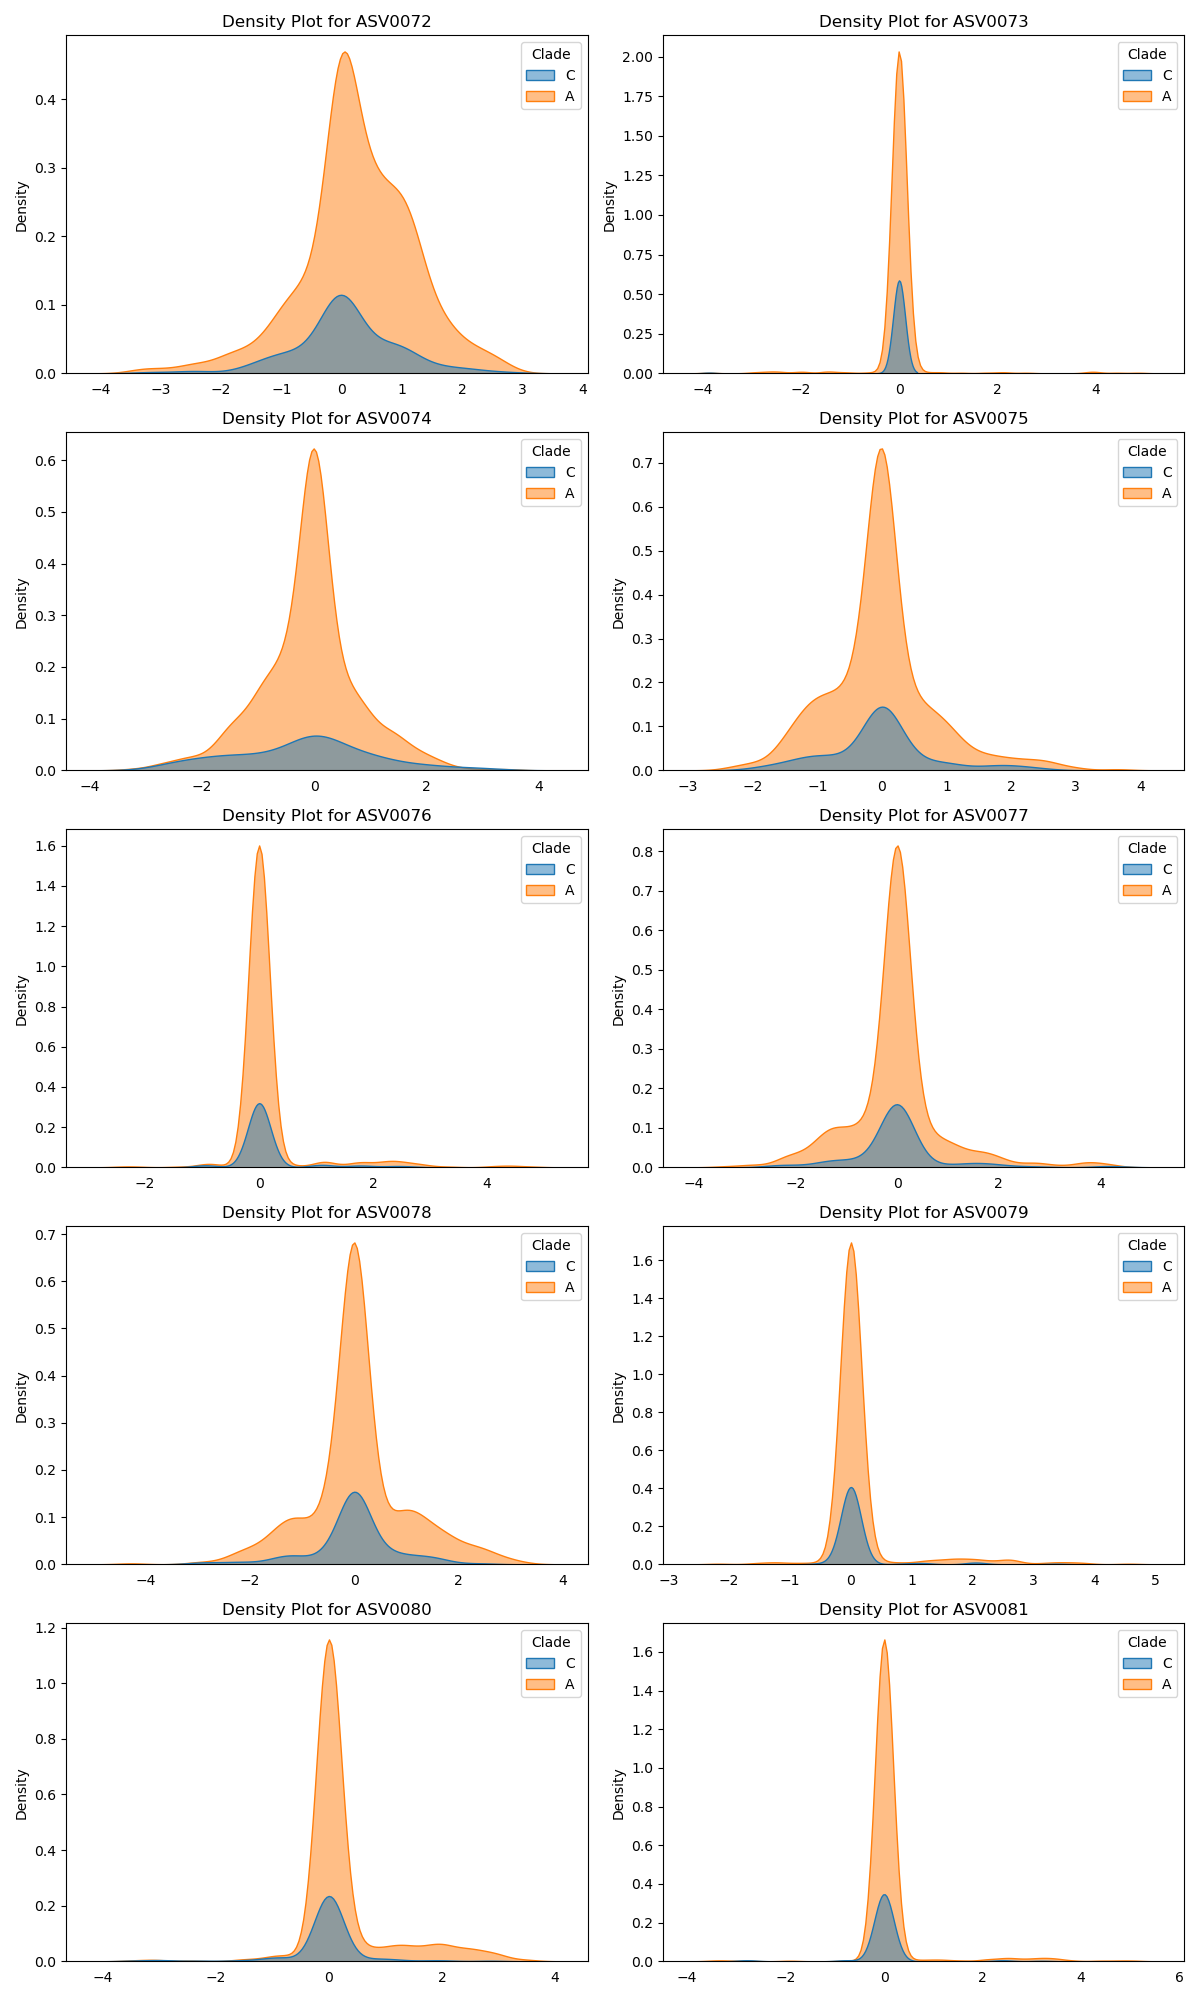 Density Plot for ASV0072
Density
0.0
0.1
0.2
0.3
0.4
−4 −3 −2 −1 0 1 2 3 4
Clade
C
A
Density Plot for ASV0073
Density
0.00
0.25
0.50
0.75
1.00
1.25
1.50
1.75
2.00
−4 −2 0 2 4
Clade
C
A
Density Plot for ASV0074
Density
0.0
0.1
0.2
0.3
0.4
0.5
0.6
−4 −2 0 2 4
Clade
C
A
Density Plot for ASV0075
Density
0.0
0.1
0.2
0.3
0.4
0.5
0.6
0.7
−3 −2 −1 0 1 2 3 4
Clade
C
A
Density Plot for ASV0076
Density
0.0
0.2
0.4
0.6
0.8
1.0
1.2
1.4
1.6
−2 0 2 4
Clade
C
A
Density Plot for ASV0077
Density
0.0
0.1
0.2
0.3
0.4
0.5
0.6
0.7
0.8
−4 −2 0 2 4
Clade
C
A
Density Plot for ASV0078
Density
0.0
0.1
0.2
0.3
0.4
0.5
0.6
0.7
−4 −2 0 2 4
Clade
C
A
Density Plot for ASV0079
Density
0.0
0.2
0.4
0.6
0.8
1.0
1.2
1.4
1.6
−3 −2 −1 0 1 2 3 4 5
Clade
C
A
Density Plot for ASV0080
Density
0.0
0.2
0.4
0.6
0.8
1.0
1.2
−4 −2 0 2 4
Clade
C
A
Density Plot for ASV0081
Density
0.0
0.2
0.4
0.6
0.8
1.0
1.2
1.4
1.6
−4 −2 0 2 4 6
Clade
C
A